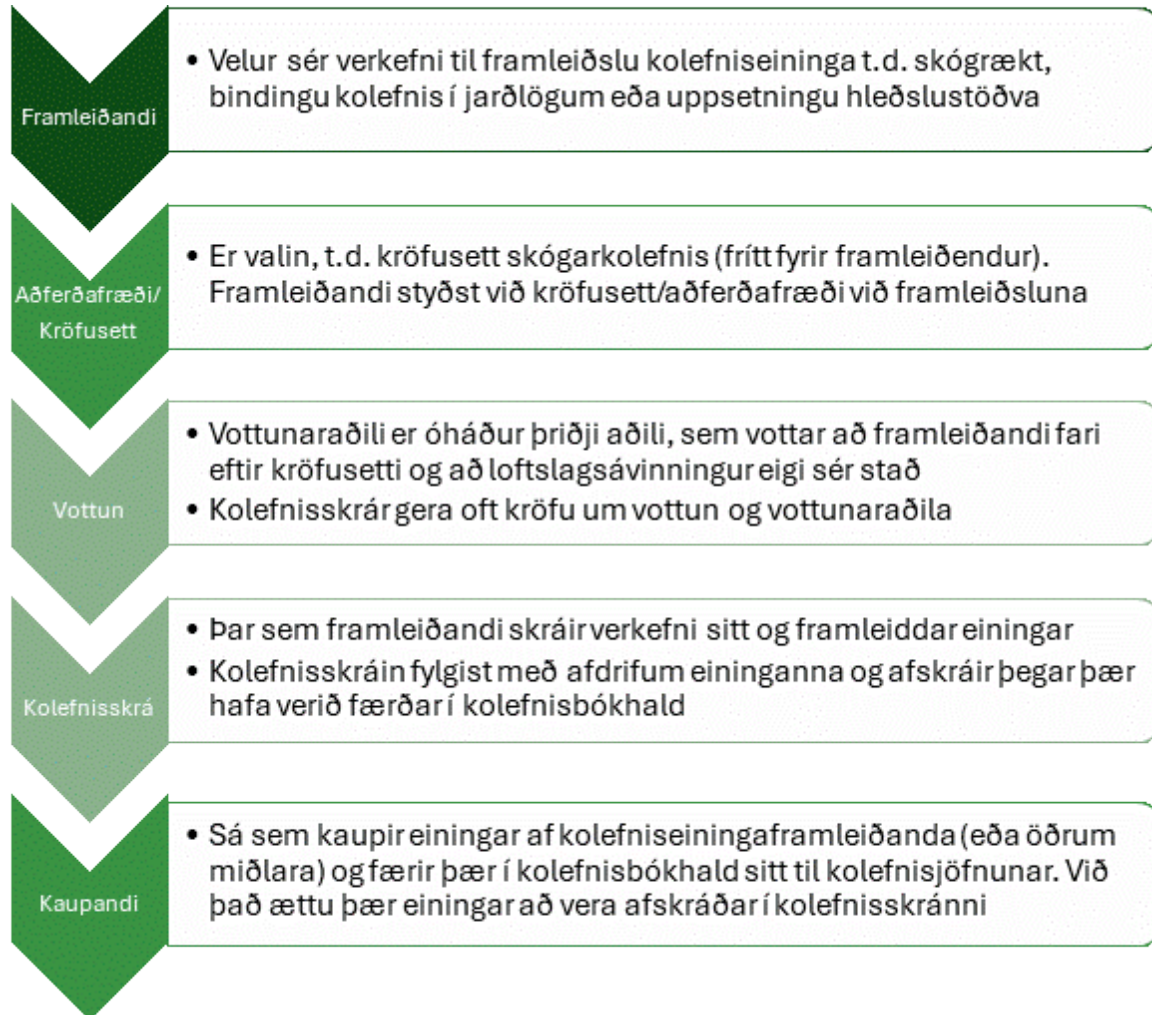 Framleiðandi
• Velur sér verkefni til framleiðslu kolefniseininga t.d. skógrækt,
bindingu kolefnis í jarðlögum eða uppsetningu hleðslustöðva
Aðferðafræði/
Kröfusett
• Er valin, t.d. kröfusett skógarkolefnis (frítt fyrir framleiðendur).
Framleiðandi styðst við kröfusett/aðferðafræði við framleiðsluna
Vottun
• Vottunaraðili er óháður þriðji aðili, sem vottar að framleiðandi fari
eftir kröfusetti og að loftslagsávinningur eigi sér stað
• Kolefnisskrár gera oft kröfu um vottun og vottunaraðila
Kolefnisskrá
• Þar sem framleiðandi skráir verkefni sitt og framleiddar einingar
• Kolefnisskráin fylgist með afdrifum eininganna og afskráir þegar þær
hafa verið færðar í kolefnisbókhald
Kaupandi
• Sá sem kaupir einingar af kolefniseiningaframleiðanda (eða öðrum
miðlara) og færir þær í kolefnisbókhald sitt til kolefnisjöfnunar. Við
það ættu þær einingar að vera afskráðar í kolefnisskránni